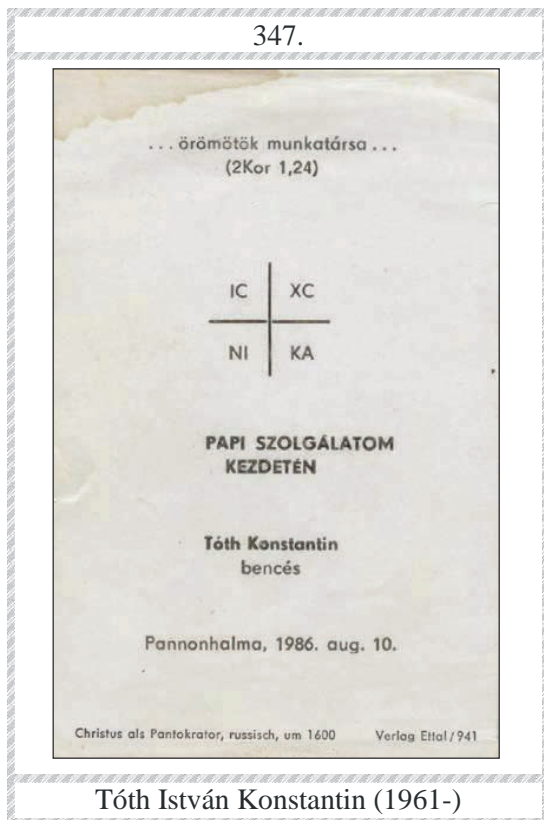 347.
...örömötök munkatársa...
(2Kor 1,24)
IC XC
NI KA
PAPI SZOLGÁLATOM
KEZDETÉN
Tóth Konstantin
bencés
Pannonhalma, 1986. aug. 10.
Christus als Pantokrator, russisch, um 1600 Verlag Ettal/941
Tóth István Konstantin (1961-)